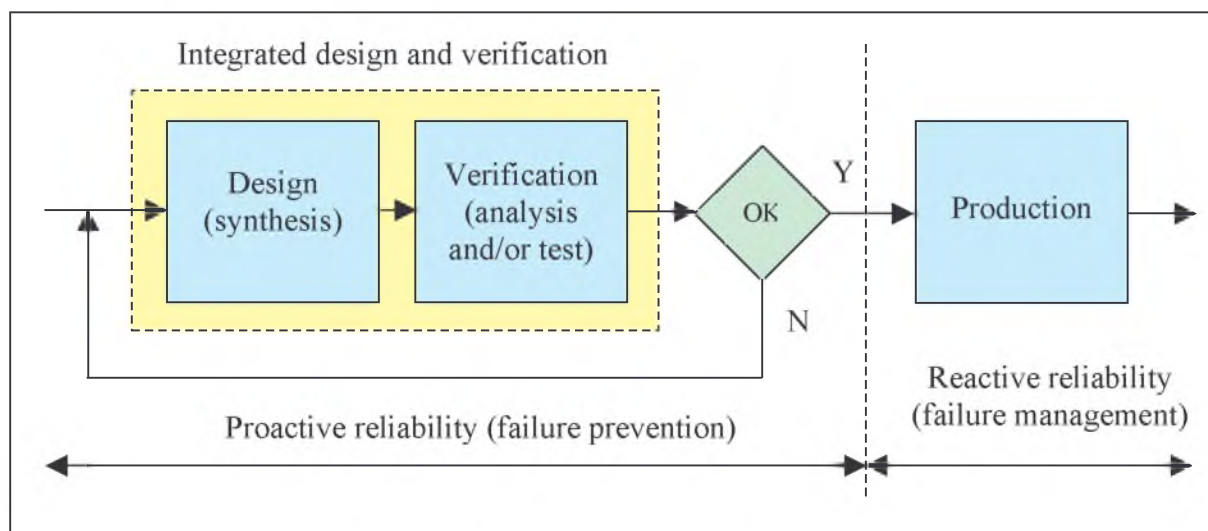 Integrated design and verification
Design
(synthesis)
Verification
(analysis
and/or test)
OK
Y
N
Production
Proactive reliability (failure prevention)
Reactive reliability
(failure management)